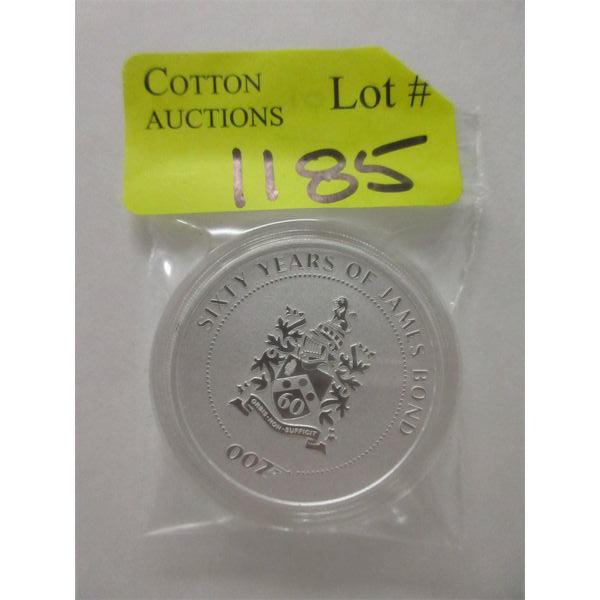 COTTON
AUCTIONS
Lot #
1185
SIXTY YEARS OF JAMES BOND
60
ORBIS·NON·SUFFICIT
007